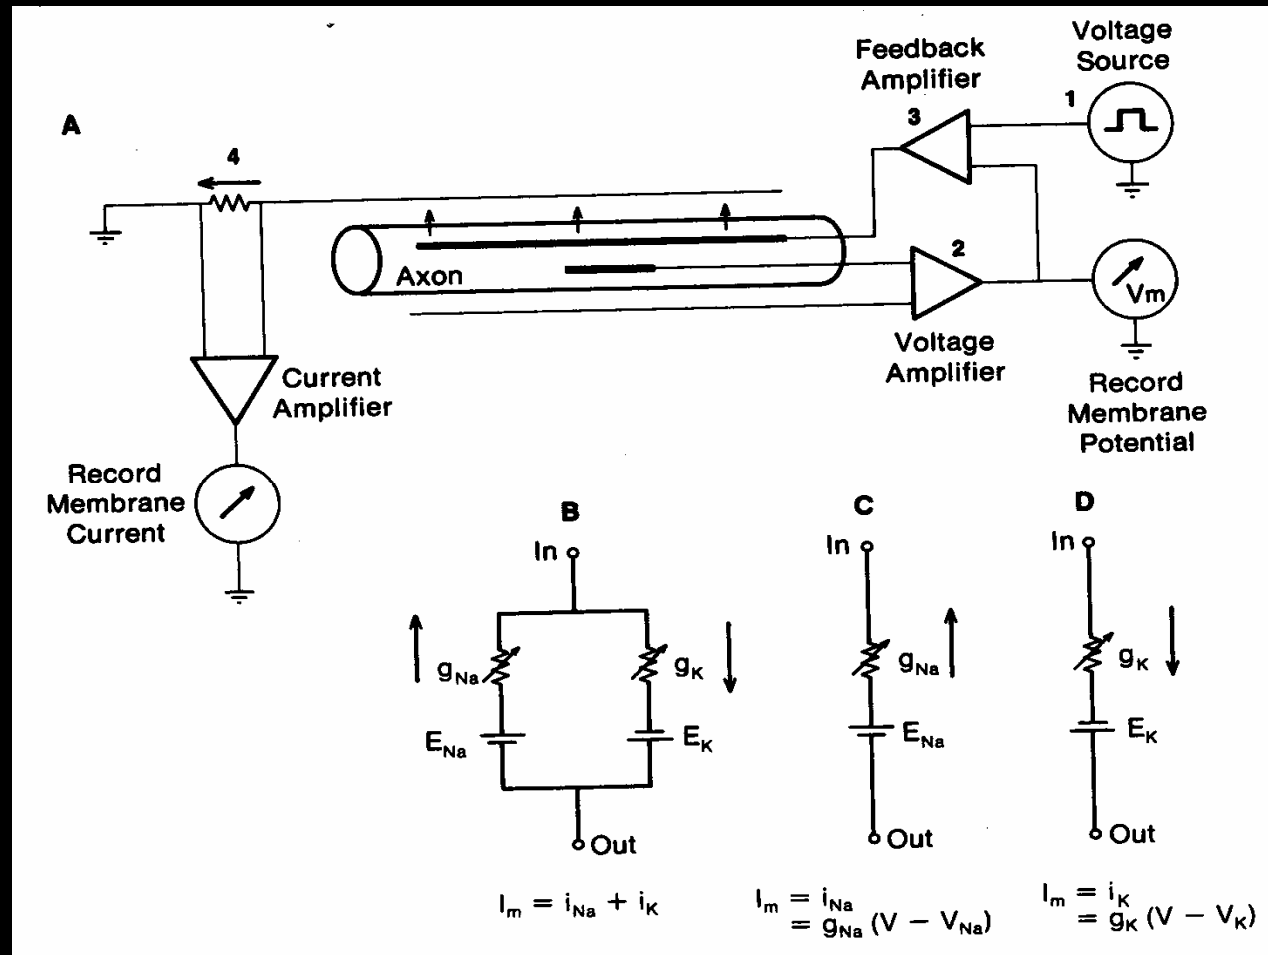 A
4
Feedback
Amplifier
3
1
Voltage
Source
Axon
2
Vm
Voltage
Amplifier
Record
Membrane
Potential
Current
Amplifier
Record
Membrane
Current
B
In
gNa
gK
ENa
EK
Out
Im = iNa + iK
C
In
gNa
ENa
Out
Im = iNa
= gNa (V − VNa)
D
In
gK
EK
Out
Im = iK
= gK (V − VK)